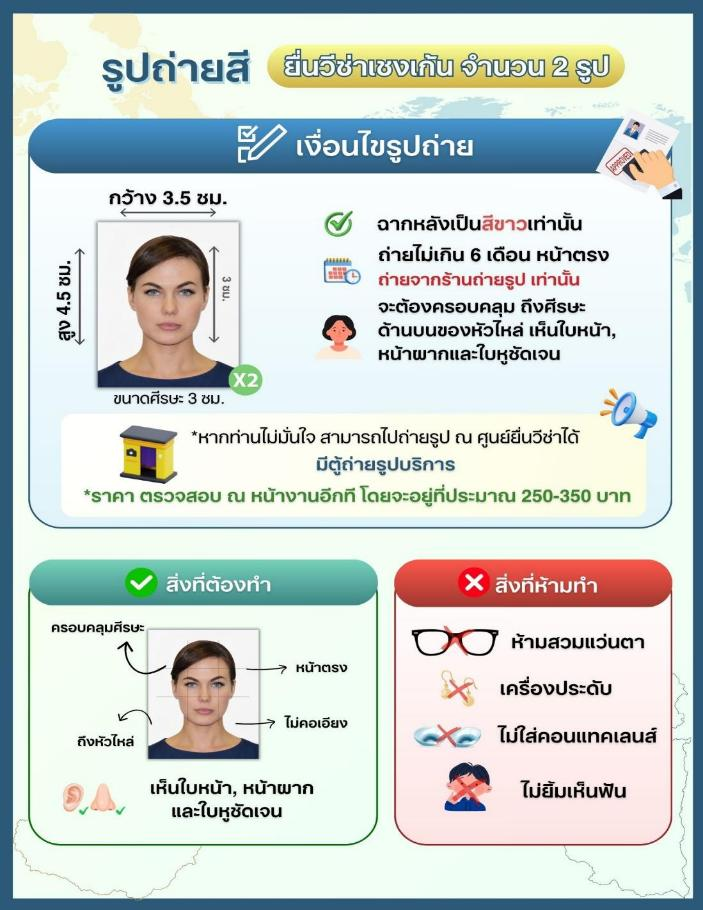 รูปถ่ายสี
ยื่นวีซ่าเชงเก้น จำนวน 2 รูป
เงื่อนไขรูปถ่าย
APPROVED
กว้าง 3.5 ซม.
สูง 4.5 ซม.
3 ซม.
X2
ขนาดศีรษะ 3 ซม.
ฉากหลังเป็นสีขาวเท่านั้น
ถ่ายไม่เกิน 6 เดือน หน้าตรง
ถ่ายจากร้านถ่ายรูป เท่านั้น
จะต้องครอบคลุม ถึงศีรษะ
ด้านบนของหัวไหล่ เห็นใบหน้า,
หน้าผากและใบหูชัดเจน
*หากท่านไม่มั่นใจ สามารถไปถ่ายรูป ณ ศูนย์ยื่นวีซ่าได้
มีตู้ถ่ายรูปบริการ
*ราคา ตรวจสอบ ณ หน้างานอีกที โดยจะอยู่ที่ประมาณ 250-350 บาท
สิ่งที่ต้องทำ
ครอบคลุมศีรษะ
หน้าตรง
ไม่คอเอียง
ถึงหัวไหล่
เห็นใบหน้า, หน้าผาก
และใบหูชัดเจน
สิ่งที่ห้ามทำ
ห้ามสวมแว่นตา
เครื่องประดับ
ไม่ใส่คอนแทคเลนส์
ไม่ยิ้มเห็นฟัน